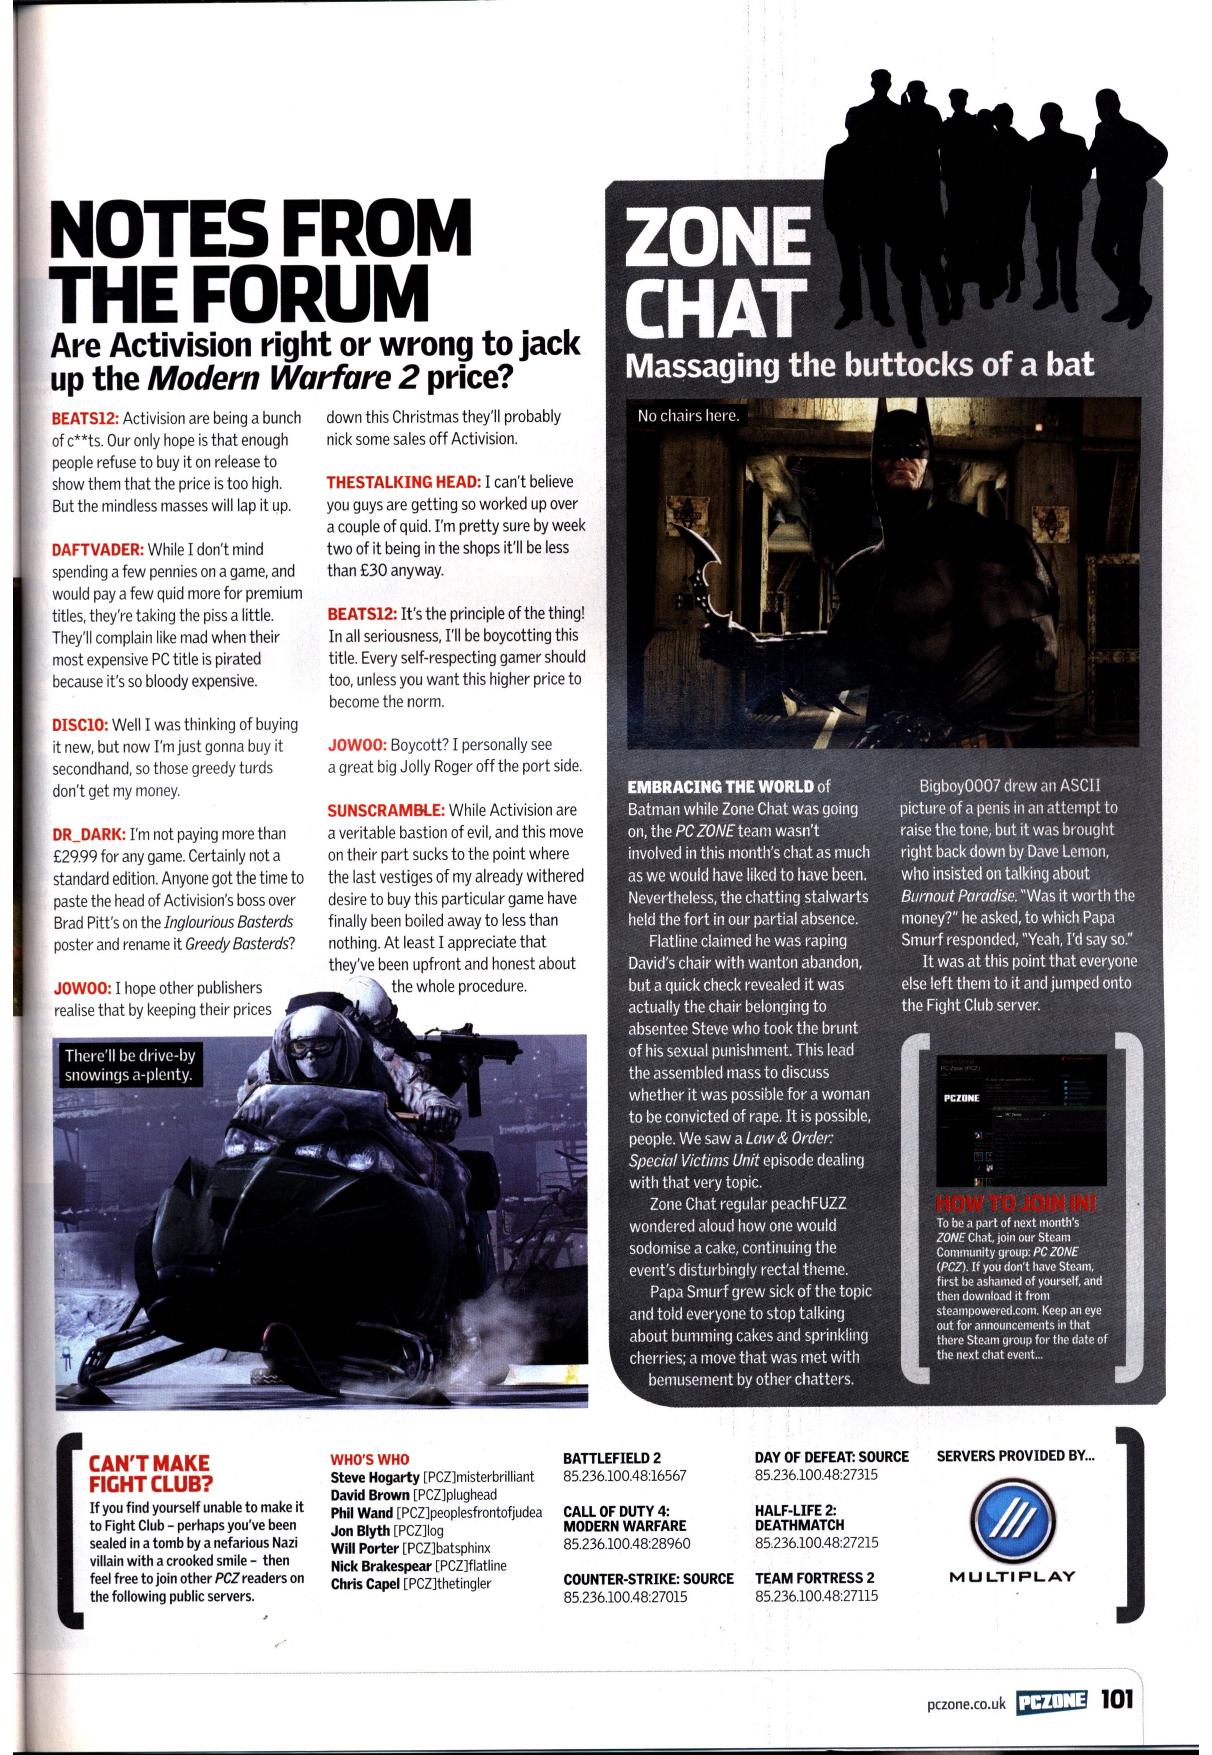 NOTES FROM
THE FORUM
Are Activision right or wrong to jack
up the Modern Warfare 2 price?
BEATS12: Activision are being a bunch
of c**ts. Our only hope is that enough
people refuse to buy it on release to
show them that the price is too high.
But the mindless masses will lap it up.
DAFTVADER: While I don't mind
spending a few pennies on a game, and
would pay a few quid more for premium
titles, they're taking the piss a little.
They'll complain like mad when their
most expensive PC title is pirated
because it's so bloody expensive.
DISC10: Well I was thinking of buying
it new, but now I'm just gonna buy it
secondhand, so those greedy turds
don't get my money.
DR_DARK: I'm not paying more than
£29.99 for any game. Certainly not a
standard edition. Anyone got the time to
paste the head of Activision's boss over
Brad Pitt's on the Inglourious Basterds
poster and rename it Greedy Basterds?
JOWOO: I hope other publishers
realise that by keeping their prices
down this Christmas they'll probably
nick some sales off Activision.
THESTALKING HEAD: I can't believe
you guys are getting so worked up over
a couple of quid. I'm pretty sure by week
two of it being in the shops it'll be less
than £30 anyway.
BEATS12: It's the principle of the thing!
In all seriousness, I'll be boycotting this
title. Every self-respecting gamer should
too, unless you want this higher price to
become the norm.
JOWOO: Boycott? I personally see
a great big Jolly Roger off the port side.
SUNSCRAMBLE: While Activision are
a veritable bastion of evil, and this move
on their part sucks to the point where
the last vestiges of my already withered
desire to buy this particular game have
finally been boiled away to less than
nothing. At least I appreciate that
they've been upfront and honest about
the whole procedure.
There'll be drive-by
snowings a-plenty.
ZONE
CHAT
Massaging the buttocks of a bat
No chairs here.
EMBRACING THE WORLD of
Batman while Zone Chat was going
on, the PC ZONE team wasn't
involved in this month's chat as much
as we would have liked to have been.
Nevertheless, the chatting stalwarts
held the fort in our partial absence.
Flatline claimed he was raping
David's chair with wanton abandon,
but a quick check revealed it was
actually the chair belonging to
absentee Steve who took the brunt
of his sexual punishment. This lead
the assembled mass to discuss
whether it was possible for a woman
to be convicted of rape. It is possible,
people. We saw a Law & Order:
Special Victims Unit episode dealing
with that very topic.
Zone Chat regular peachFUZZ
wondered aloud how one would
sodomise a cake, continuing the
event's disturbingly rectal theme.
Papa Smurf grew sick of the topic
and told everyone to stop talking
about bumming cakes and sprinkling
cherries; a move that was met with
bemusement by other chatters.
Bigboy0007 drew an ASCII
picture of a penis in an attempt to
raise the tone, but it was brought
right back down by Dave Lemon,
who insisted on talking about
Burnout Paradise. "Was it worth the
money?" he asked, to which Papa
Smurf responded, "Yeah, I'd say so."
It was at this point that everyone
else left them to it and jumped onto
the Fight Club server.
PC Zone (PCZ)
PCZONE
HOW TO JOIN IN!
To be a part of next month's
ZONE Chat, join our Steam
Community group: PC ZONE
(PCZ). If you don't have Steam,
first be ashamed of yourself, and
then download it from
steampowered.com. Keep an eye
out for announcements in that
there Steam group for the date of
the next chat event...
CAN'T MAKE
FIGHT CLUB?
If you find yourself unable to make it
to Fight Club – perhaps you've been
sealed in a tomb by a nefarious Nazi
villain with a crooked smile – then
feel free to join other PCZ readers on
the following public servers.
WHO'S WHO
Steve Hogarty [PCZ]misterbrilliant
David Brown [PCZ]plughead
Phil Wand [PCZ]peoplesfrontofjudea
Jon Blyth [PCZ]log
Will Porter [PCZ]batsphinx
Nick Brakespear [PCZ]flatline
Chris Capel [PCZ]thetingler
BATTLEFIELD 2
85.236.100.48:16567
CALL OF DUTY 4:
MODERN WARFARE
85.236.100.48:28960
COUNTER-STRIKE: SOURCE
85.236.100.48:27015
DAY OF DEFEAT: SOURCE
85.236.100.48:27315
HALF-LIFE 2:
DEATHMATCH
85.236.100.48:27215
TEAM FORTRESS 2
85.236.100.48:27115
SERVERS PROVIDED BY...
MULTIPLAY
pczone.co.uk PCZONE 101